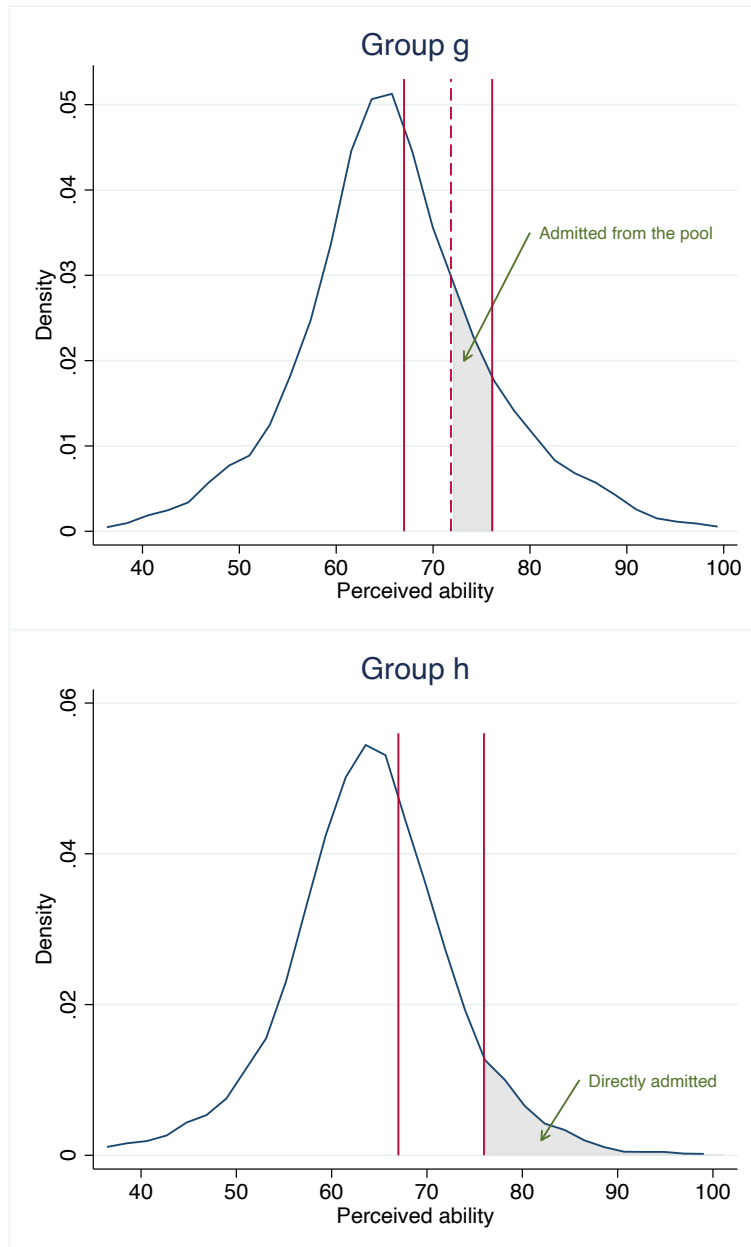 Group g
.05
.04
.03
.02
.01
0
Density
Admitted from the pool
40 50 60 70 80 90 100
Perceived ability
Group h
.06
.04
.02
0
Density
Directly admitted
40 50 60 70 80 90 100
Perceived ability